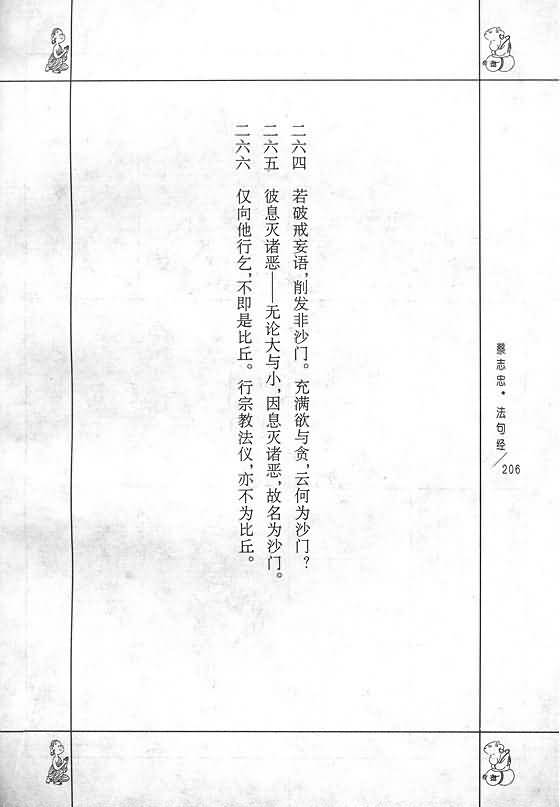 二六四 若破戒妄语,削发非沙门。充满欲与贪,云何为沙门?
二六五 彼息灭诸恶——无论大与小,因息灭诸恶,故名为沙门。
二六六 仅向他行乞,不即是比丘。行宗教法仪,亦不为比丘。
蔡志忠·法句经/206